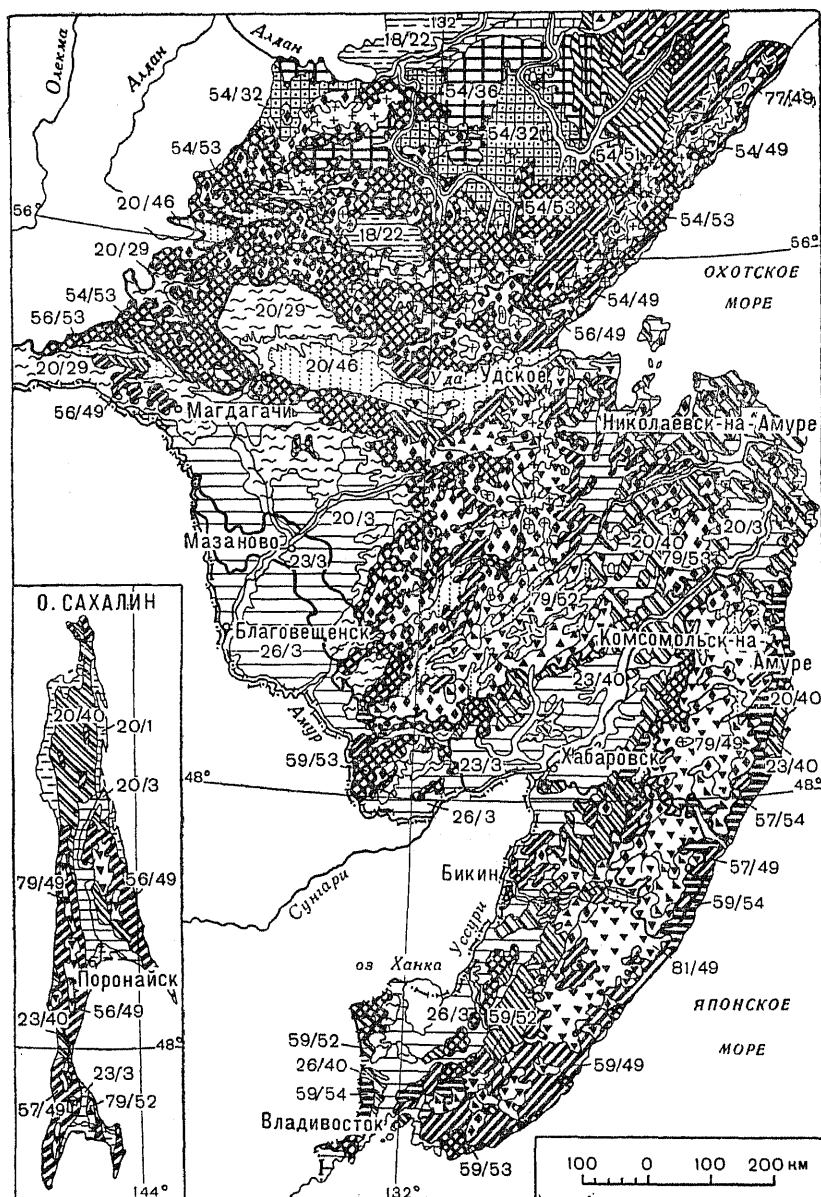 Олекма
Алдан
Алдан
132°
18/22
54/32
54/36
54/32
77/49
54/53
54/51
54/49
20/46
54/53
54/53
56°
18/22
56°
20/29
ОХОТСКОЕ
МОРЕ
54/53
56/53
20/29
54/49
56/49
20/29
20/46
Уда
Удское
56/49
Магдагачи
Николаевск-на-Амуре
20/3
20/40
20/3
79/53
Мазаново
23/3
79/52
О. САХАЛИН
Благовещенск
26/3
Комсомольск-на-
Амуре
23/40
20/40
20/40
20/1
Амур
79/49
23/40
59/53
23/3
Хабаровск
20/3
48°
48°
26/3
57/54
57/49
79/49
56/49
Бикин
59/54
Сунгари
Уссури
Поронайск
оз Ханка
81/49
ЯПОНСКОЕ
МОРЕ
56/49
23/40
26/3
59/52
48°
59/52
26/40
59/49
23/3
59/54
57/49
79/52
Владивосток
59/53
144°
132°
100 0 100 200 км